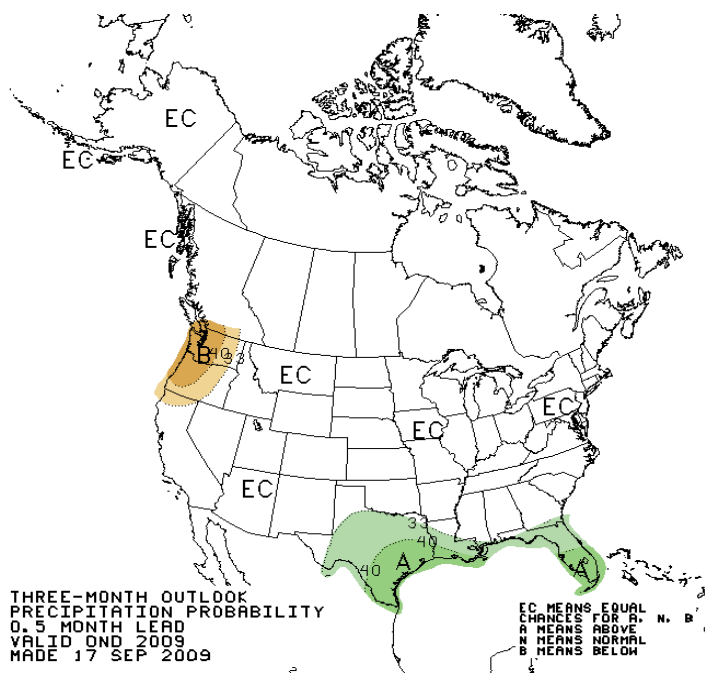 EC
EC
EC
B 40 33
EC
EC
EC
EC
33
40
40 A
A
THREE-MONTH OUTLOOK
PRECIPITATION PROBABILITY
0.5 MONTH LEAD
VALID OND 2009
MADE 17 SEP 2009
EC MEANS EQUAL
CHANCES FOR A, N, B
A MEANS ABOVE
N MEANS NORMAL
B MEANS BELOW